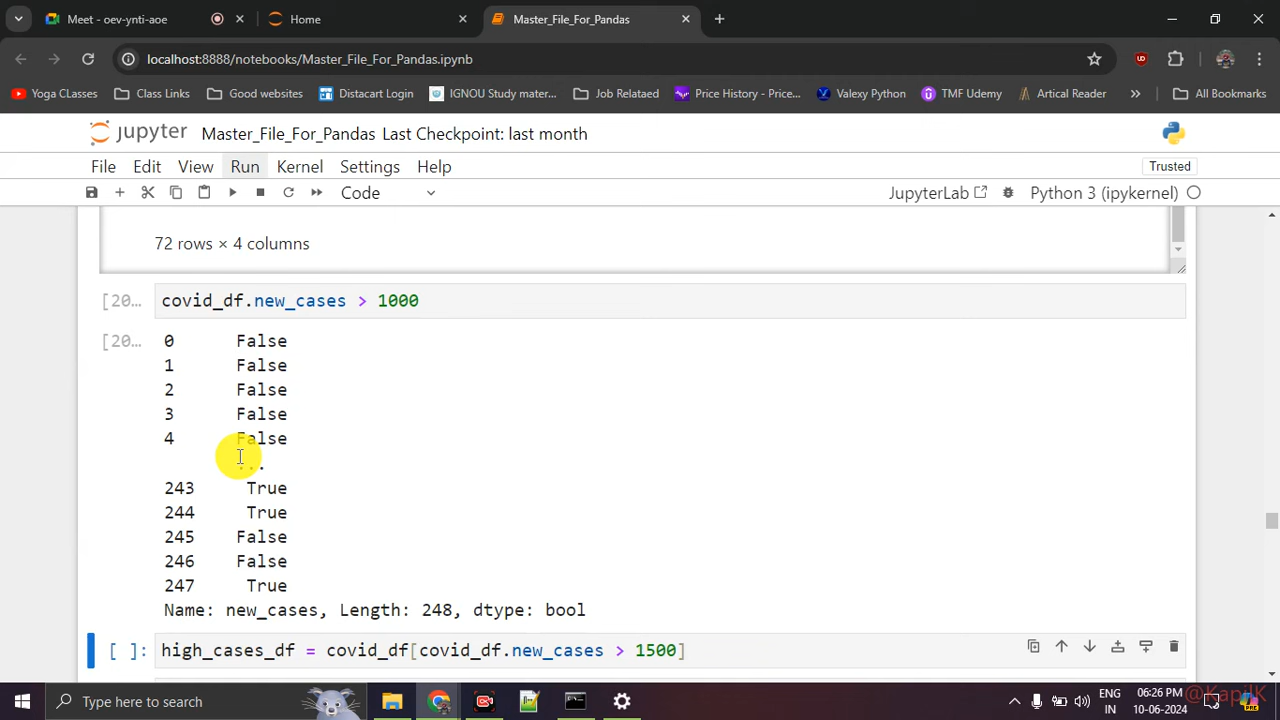 Meet - oev-ynti-aoe
Home
Master_File_For_Pandas
localhost:8888/notebooks/Master_File_For_Pandas.ipynb
Yoga CLasses
Class Links
Good websites
Distacart Login
IGNOU Study mater...
Job Relataed
Price History - Price...
Valexy Python
TMF Udemy
Artical Reader
All Bookmarks
jupyter Master_File_For_Pandas Last Checkpoint: last month
File Edit View Run Kernel Settings Help
Trusted
Code
JupyterLab
Python 3 (ipykernel)
72 rows × 4 columns
[20… covid_df.new_cases > 1000
[20… 0 False
1 False
2 False
3 False
4 False
...
243 True
244 True
245 False
246 False
247 True
Name: new_cases, Length: 248, dtype: bool
[ ]: high_cases_df = covid_df[covid_df.new_cases > 1500]
Type here to search
ENG
IN
06:26 PM
10-06-2024
@KapilK
PRE